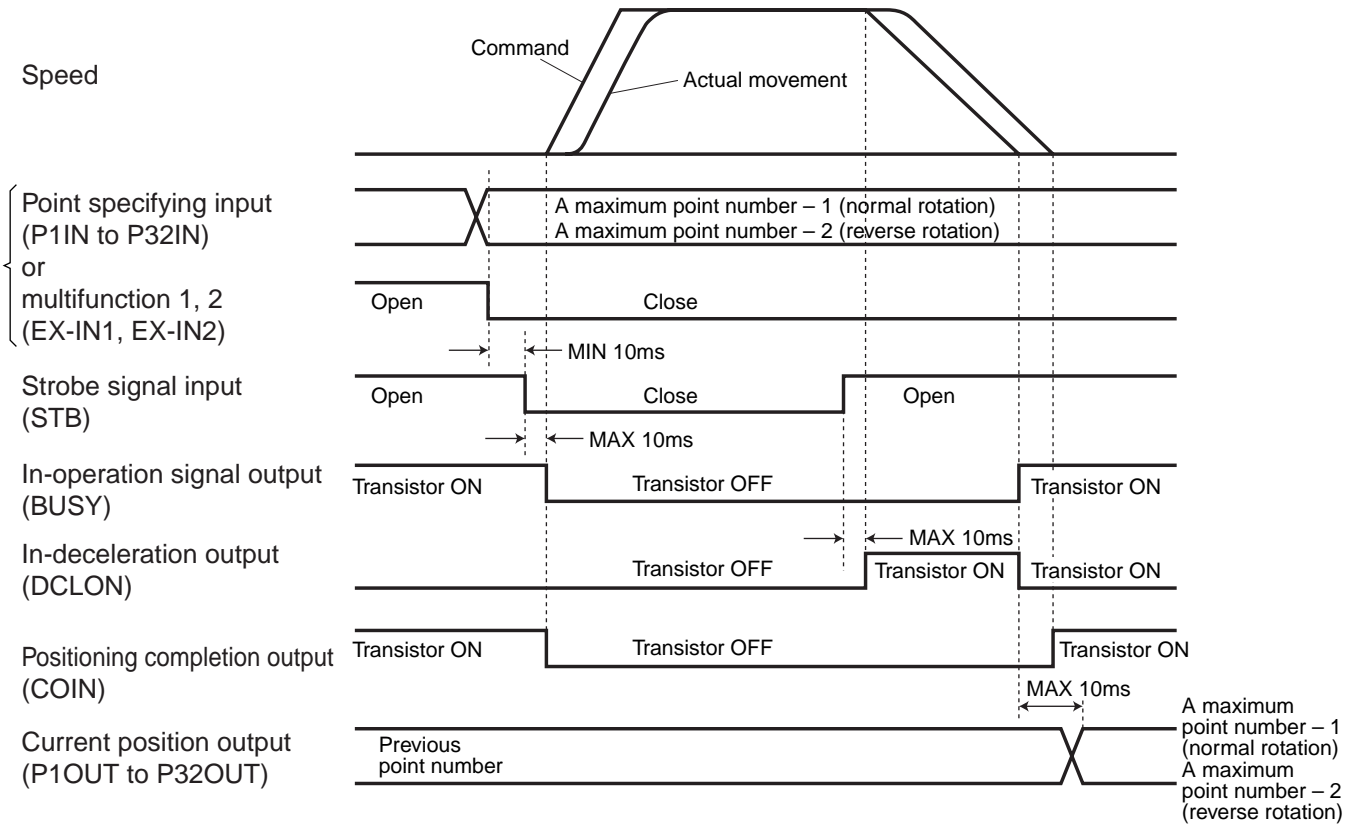 Speed
Command
Actual movement
Point specifying input
(P1IN to P32IN)
or
multifunction 1, 2
(EX-IN1, EX-IN2)
A maximum point number – 1 (normal rotation)
A maximum point number – 2 (reverse rotation)
Open
Close
MIN 10ms
Strobe signal input
(STB)
Open
Close
Open
MAX 10ms
In-operation signal output
(BUSY)
Transistor ON
Transistor OFF
Transistor ON
MAX 10ms
In-deceleration output
(DCLON)
Transistor OFF
Transistor ON
Transistor ON
Positioning completion output
(COIN)
Transistor ON
Transistor OFF
Transistor ON
MAX 10ms
Current position output
(P1OUT to P32OUT)
Previous
point number
A maximum
point number – 1
(normal rotation)
A maximum
point number – 2
(reverse rotation)